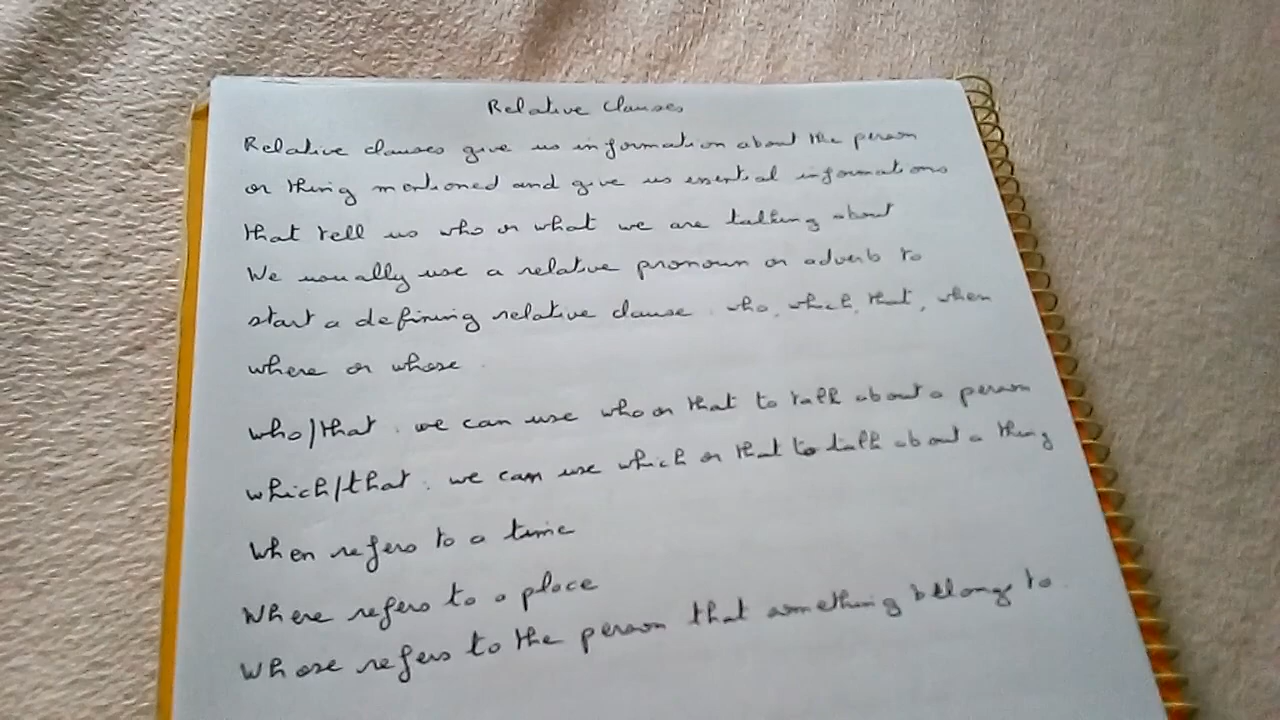 Relative Clauses
Relative clauses give us information about the person
or thing mentioned and give us essential informations
that tell us who or what we are talking about
We usually use a relative pronoun or adverb to
start a defining relative clause : who, which, that, when
where or whose.
who/that : we can use who or that to talk about a person
which/that : we can use which or that to talk about a thing
When refers to a time
Where refers to a place
Whose refers to the person that something belongs to.